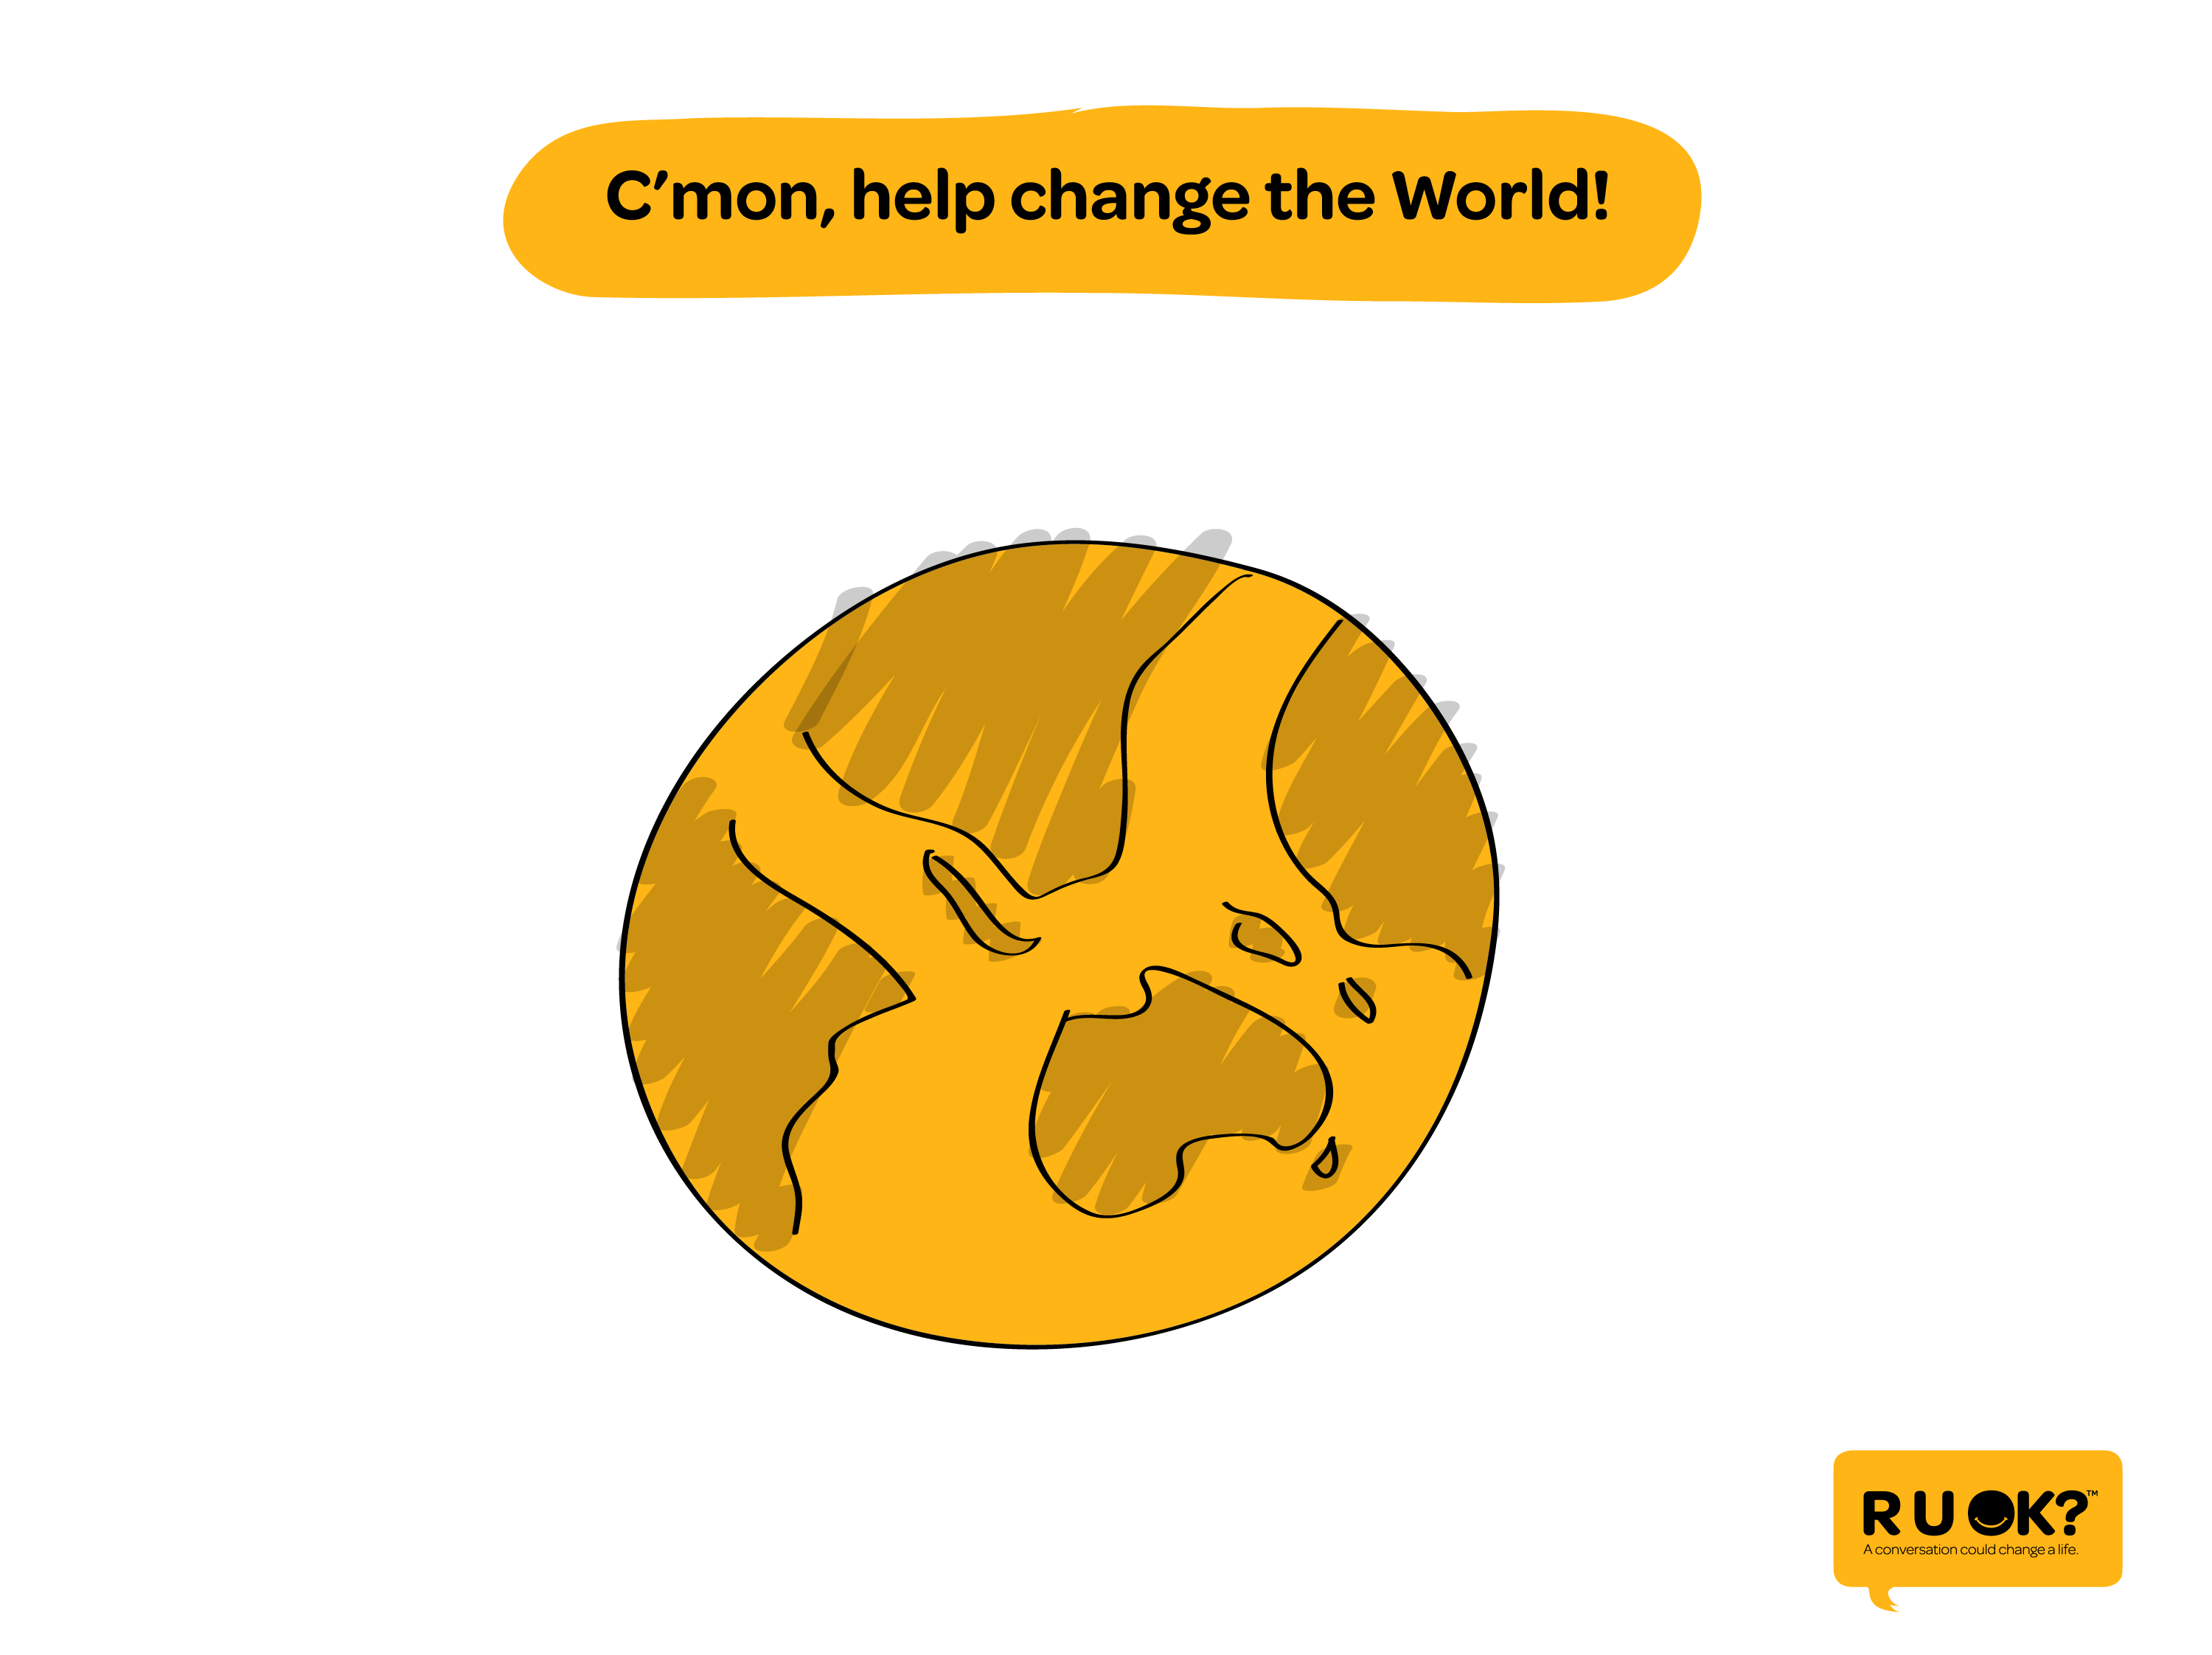 C'mon, help change the World!
R U OK?™
A conversation could change a life.